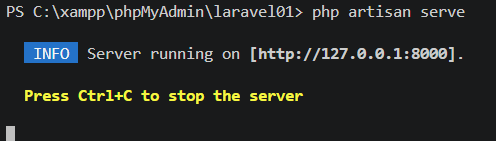 PS C:\xampp\phpMyAdmin\laravel01> php artisan serve
INFO Server running on [http://127.0.0.1:8000].
Press Ctrl+C to stop the server